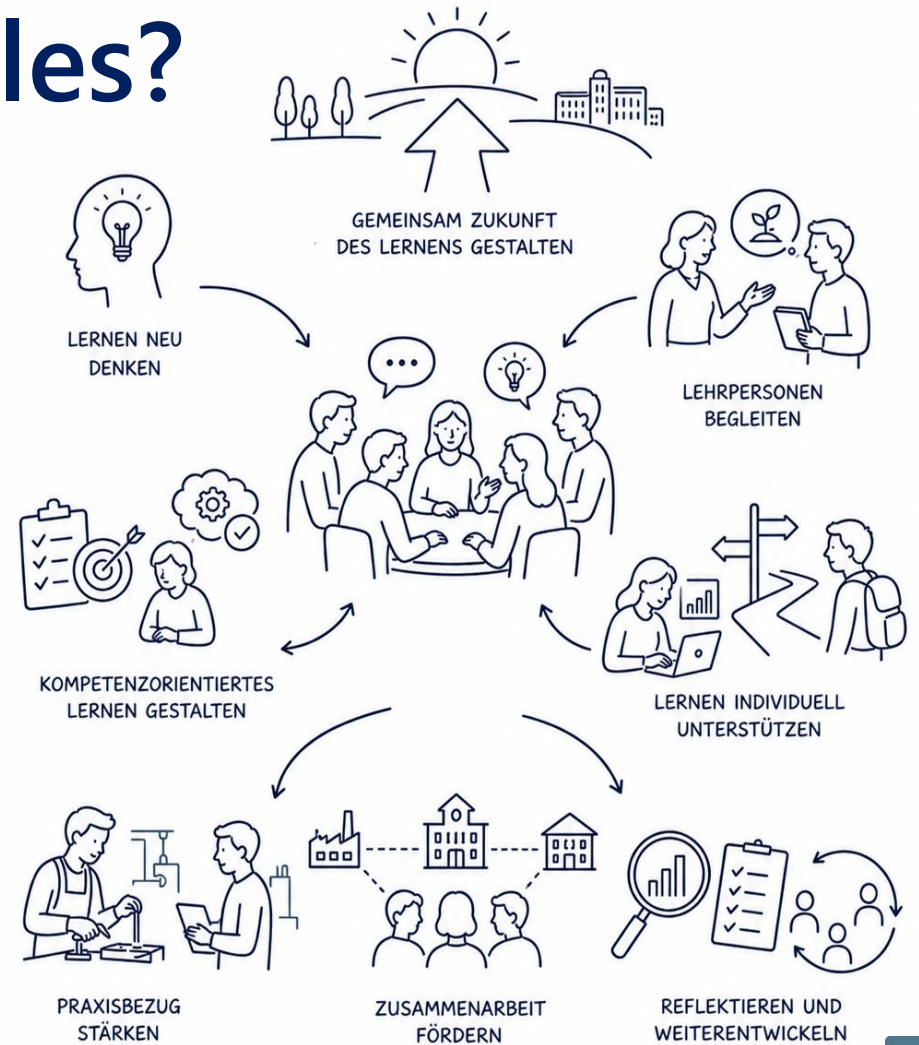 les?
GEMEINSAM ZUKUNFT
DES LERNENS GESTALTEN
LERNEN NEU
DENKEN
LEHRPERSONEN
BEGLEITEN
KOMPETENZORIENTIERTES
LERNEN GESTALTEN
LERNEN INDIVIDUELL
UNTERSTÜTZEN
PRAXISBEZUG
STÄRKEN
ZUSAMMENARBEIT
FÖRDERN
REFLEKTIEREN UND
WEITERENTWICKELN